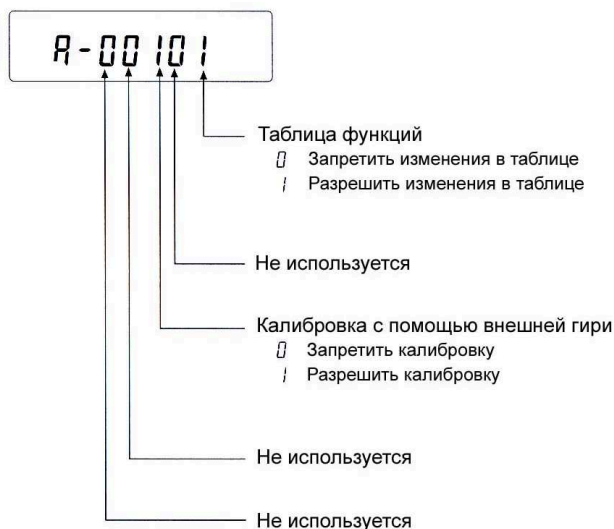 A-00101
Таблица функций
0 Запретить изменения в таблице
1 Разрешить изменения в таблице
Не используется
Калибровка с помощью внешней гири
0 Запретить калибровку
1 Разрешить калибровку
Не используется
Не используется